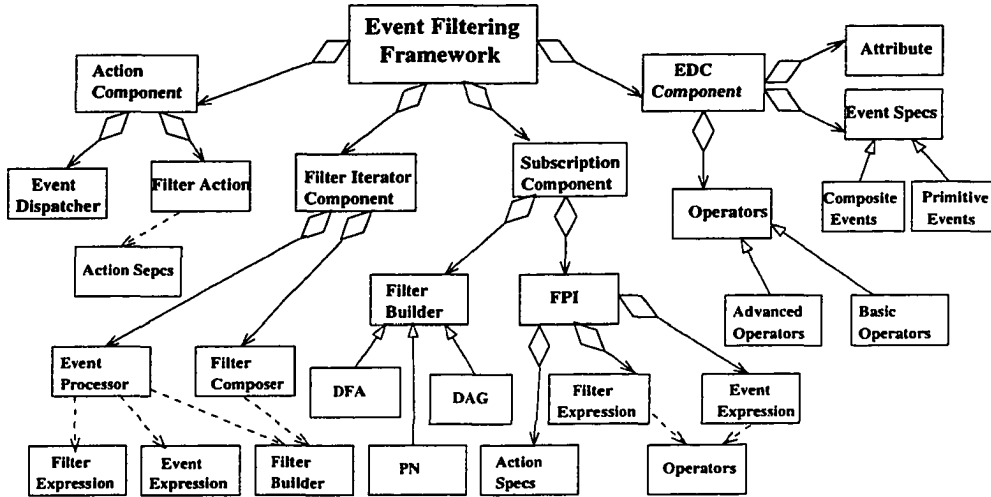 Event Filtering
Framework
Action
Component
EDC
Component
Attribute
Event Specs
Event
Dispatcher
Filter Action
Filter Iterator
Component
Subscription
Component
Composite
Events
Primitive
Events
Operators
Action Sepcs
Filter
Builder
FPI
Advanced
Operators
Basic
Operators
Event
Processor
Filter
Composer
DFA
DAG
Filter
Expression
Event
Expression
Filter
Expression
Event
Expression
Filter
Builder
PN
Action
Specs
Operators